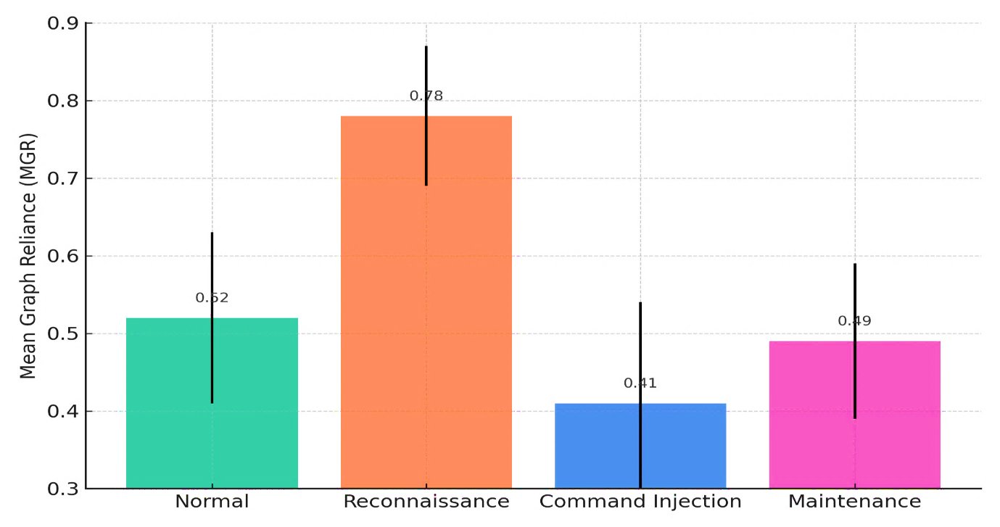 Mean Graph Reliance (MGR)
0.9
0.8
0.7
0.6
0.5
0.4
0.3
0.52
0.78
0.41
0.49
Normal
Reconnaissance
Command Injection
Maintenance